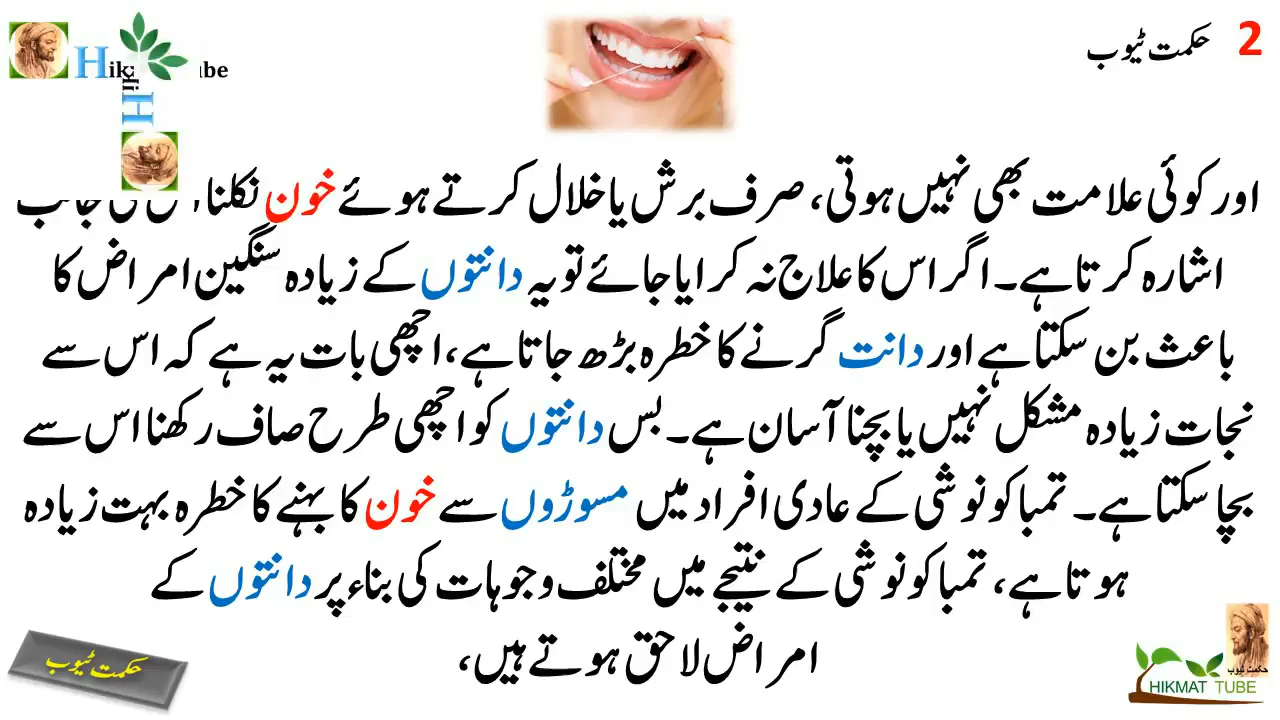 2
حکمت ٹیوب
اور کوئی علامت بھی نہیں ہوتی، صرف برش یا خلال کرتے ہوئے خون نکلنا، کی جانب
اشارہ کرتا ہے۔ اگر اس کا علاج نہ کرایا جائے تو یہ دانتوں کے زیادہ سنگین امراض کا
باعث بن سکتا ہے اور دانت گرنے کا خطرہ بڑھ جاتا ہے، اچھی بات یہ ہے کہ اس سے
نجات زیادہ مشکل نہیں یا بچنا آسان ہے۔ بس دانتوں کو اچھی طرح صاف رکھنا اس سے
بچا سکتا ہے۔ تمباکو نوشی کے عادی افراد میں مسوڑوں سے خون کا بہنے کا خطرہ بہت زیادہ
ہوتا ہے، تمباکو نوشی کے نتیجے میں مختلف وجوہات کی بناء پر دانتوں کے
امراض لاحق ہوتے ہیں،
حکمت ٹیوب
حکمت ٹیوب
HIKMAT TUBE